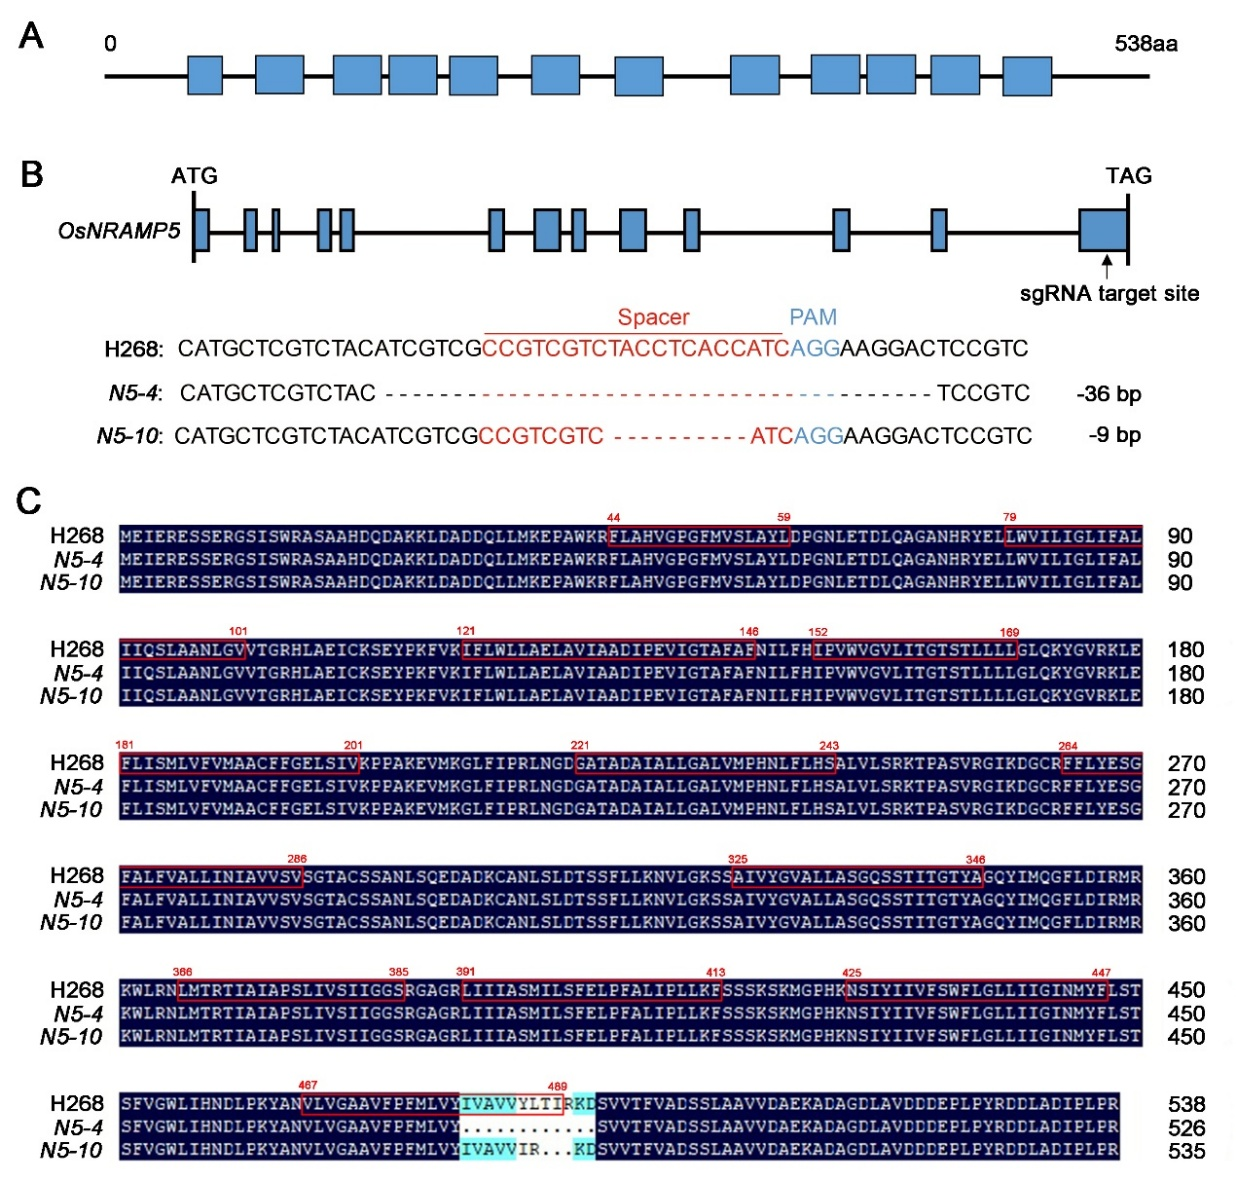 A
0 538aa
B
ATG TAG
OsNRAMP5
sgRNA target site
Spacer PAM
H268: CATGCTCGTCTACATCGTCGCCGTCGTCTACCTCACCATCAGGAAGGACTCCGTC
N5-4: CATGCTCGTCTAC ------------------------------------ TCCGTC -36 bp
N5-10: CATGCTCGTCTACATCGTCGCCGTCGTC ---------- ATCAGGAAGGACTCCGTC -9 bp
C
44 59 79
H268 MEIERESSERGSISWRASAAHDQDAKKLDADDQLLMKEPAWKRFLAHVGPGFMVSLAYLDPGNLETDLQAGANHRYELLWVILIGLIFAL 90
N5-4 MEIERESSERGSISWRASAAHDQDAKKLDADDQLLMKEPAWKRFLAHVGPGFMVSLAYLDPGNLETDLQAGANHRYELLWVILIGLIFAL 90
N5-10 MEIERESSERGSISWRASAAHDQDAKKLDADDQLLMKEPAWKRFLAHVGPGFMVSLAYLDPGNLETDLQAGANHRYELLWVILIGLIFAL 90
101 121 146 152 169
H268 IIQSLAANLGVVTGRHLAEICKSEYPKFVKIFLWLLAELAVIAADIPEVIGTAFAFNILFHIPVWVGVLITGTSTLLLLGLQKYGVRKLE 180
N5-4 IIQSLAANLGVVTGRHLAEICKSEYPKFVKIFLWLLAELAVIAADIPEVIGTAFAFNILFHIPVWVGVLITGTSTLLLLGLQKYGVRKLE 180
N5-10 IIQSLAANLGVVTGRHLAEICKSEYPKFVKIFLWLLAELAVIAADIPEVIGTAFAFNILFHIPVWVGVLITGTSTLLLLGLQKYGVRKLE 180
181 201 221 243 264
H268 FLISMLVFVMAACFFGELSIVKPPAKEVMKGLFIPRLNGDGATADAIALLGALVMPHNLFLHSALVLSRKTPASVRGIKDGCRFFLYESG 270
N5-4 FLISMLVFVMAACFFGELSIVKPPAKEVMKGLFIPRLNGDGATADAIALLGALVMPHNLFLHSALVLSRKTPASVRGIKDGCRFFLYESG 270
N5-10 FLISMLVFVMAACFFGELSIVKPPAKEVMKGLFIPRLNGDGATADAIALLGALVMPHNLFLHSALVLSRKTPASVRGIKDGCRFFLYESG 270
286 325 346
H268 FALFVALLINIAVVSVSGTACSSANLSQEDADKCANLSLDTSSFLLKNVLGKSSAIVYGVALLASGQSSTITGTYAGQYIMQGFLDIRMR 360
N5-4 FALFVALLINIAVVSVSGTACSSANLSQEDADKCANLSLDTSSFLLKNVLGKSSAIVYGVALLASGQSSTITGTYAGQYIMQGFLDIRMR 360
N5-10 FALFVALLINIAVVSVSGTACSSANLSQEDADKCANLSLDTSSFLLKNVLGKSSAIVYGVALLASGQSSTITGTYAGQYIMQGFLDIRMR 360
366 385 391 413 425 447
H268 KWLRNLMTRTIAIAPSLIVSIIGGSRGAGRLIIIASMILSFELPFALIPLLKFSSSKSKMGPHKNSIYIIVFSWFLGLLIIGINMYFLST 450
N5-4 KWLRNLMTRTIAIAPSLIVSIIGGSRGAGRLIIIASMILSFELPFALIPLLKFSSSKSKMGPHKNSIYIIVFSWFLGLLIIGINMYFLST 450
N5-10 KWLRNLMTRTIAIAPSLIVSIIGGSRGAGRLIIIASMILSFELPFALIPLLKFSSSKSKMGPHKNSIYIIVFSWFLGLLIIGINMYFLST 450
467 489
H268 SFVGWLIHNDLPKYANVLVGAAVFPFMLVYIVAVVYLTIRKDSVVTFVADSSLAAVVDAEKADAGDLAVDDDEPLPYRDDLADIPLPR 538
N5-4 SFVGWLIHNDLPKYANVLVGAAVFPFMLVY............SVVTFVADSSLAAVVDAEKADAGDLAVDDDEPLPYRDDLADIPLPR 526
N5-10 SFVGWLIHNDLPKYANVLVGAAVFPFMLVYIVAVVIR...KDSVVTFVADSSLAAVVDAEKADAGDLAVDDDEPLPYRDDLADIPLPR 535